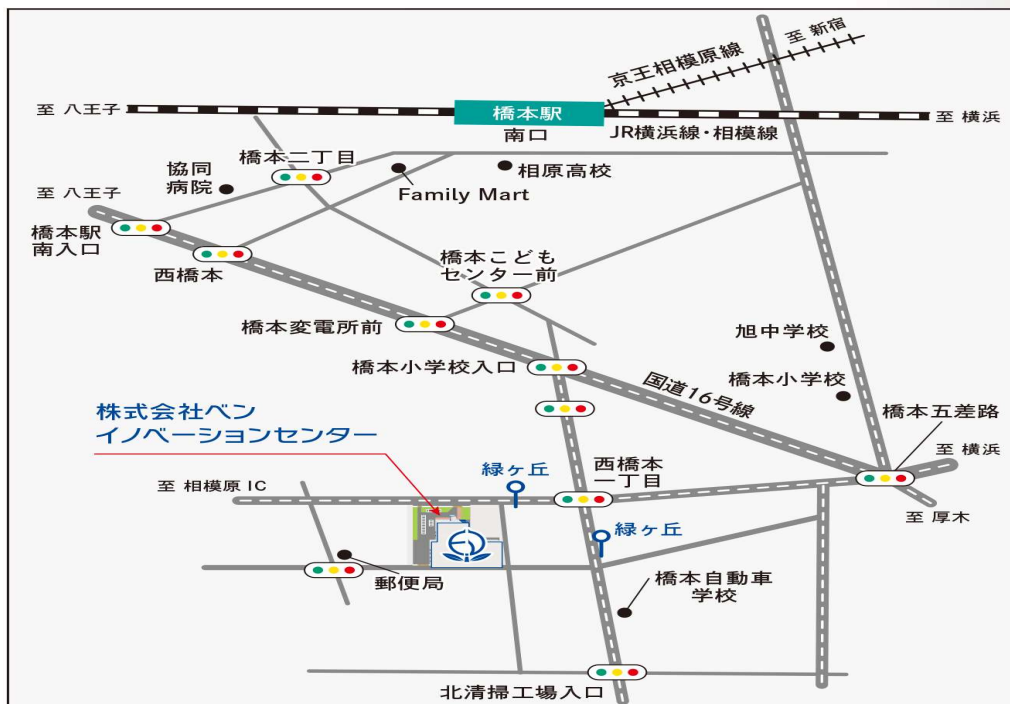 京王相模原線
至 新宿
至 八王子
橋本駅
南口
JR横浜線・相模線
至 横浜
橋本二丁目
協同
病院
Family Mart
相原高校
至 八王子
橋本駅
南入口
西橋本
橋本こども
センター前
橋本変電所前
橋本小学校入口
旭中学校
橋本小学校
国道16号線
橋本五差路
株式会社ベン
イノベーションセンター
至 横浜
緑ヶ丘
西橋本
一丁目
至 相模原 IC
至 厚木
緑ヶ丘
郵便局
橋本自動車
学校
北清掃工場入口